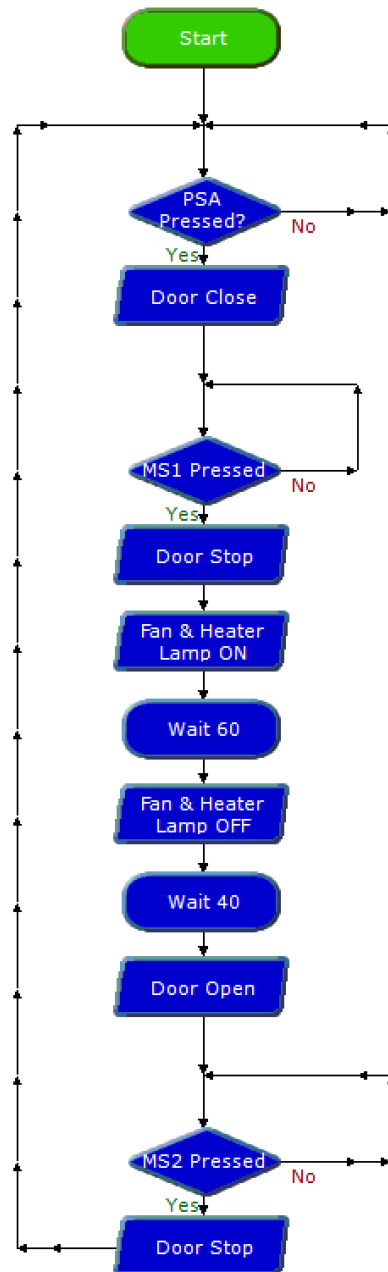 Start
PSA
Pressed?
No
Yes
Door Close
MS1 Pressed
No
Yes
Door Stop
Fan & Heater
Lamp ON
Wait 60
Fan & Heater
Lamp OFF
Wait 40
Door Open
MS2 Pressed
No
Yes
Door Stop